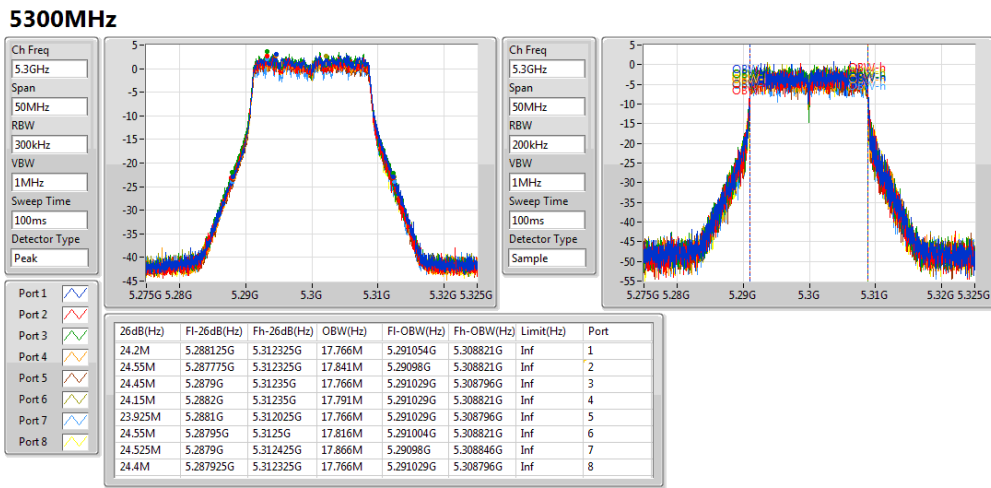 5300MHz
Ch Freq
5.3GHz
Span
50MHz
RBW
300kHz
VBW
1MHz
Sweep Time
100ms
Detector Type
Peak
5
0
-5
-10
-15
-20
-25
-30
-35
-40
-45
5.275G 5.28G 5.29G 5.3G 5.31G 5.32G 5.325G
Ch Freq
5.3GHz
Span
50MHz
RBW
200kHz
VBW
1MHz
Sweep Time
100ms
Detector Type
Sample
5
0
-5
-10
-15
-20
-25
-30
-35
-40
-45
-50
-55
OBW-h
5.275G 5.28G 5.29G 5.3G 5.31G 5.32G 5.325G
Port 1
Port 2
Port 3
Port 4
Port 5
Port 6
Port 7
Port 8
26dB(Hz) Fl-26dB(Hz) Fh-26dB(Hz) OBW(Hz) Fl-OBW(Hz) Fh-OBW(Hz) Limit(Hz) Port
24.2M 5.288125G 5.312325G 17.766M 5.291054G 5.308821G Inf 1
24.55M 5.287775G 5.312325G 17.841M 5.29098G 5.308821G Inf 2
24.45M 5.2879G 5.31235G 17.766M 5.291029G 5.308796G Inf 3
24.15M 5.2882G 5.31235G 17.791M 5.291029G 5.308821G Inf 4
23.925M 5.2881G 5.312025G 17.766M 5.291029G 5.308796G Inf 5
24.55M 5.28795G 5.3125G 17.816M 5.291004G 5.308821G Inf 6
24.525M 5.2879G 5.312425G 17.866M 5.29098G 5.308846G Inf 7
24.4M 5.287925G 5.312325G 17.766M 5.291029G 5.308796G Inf 8